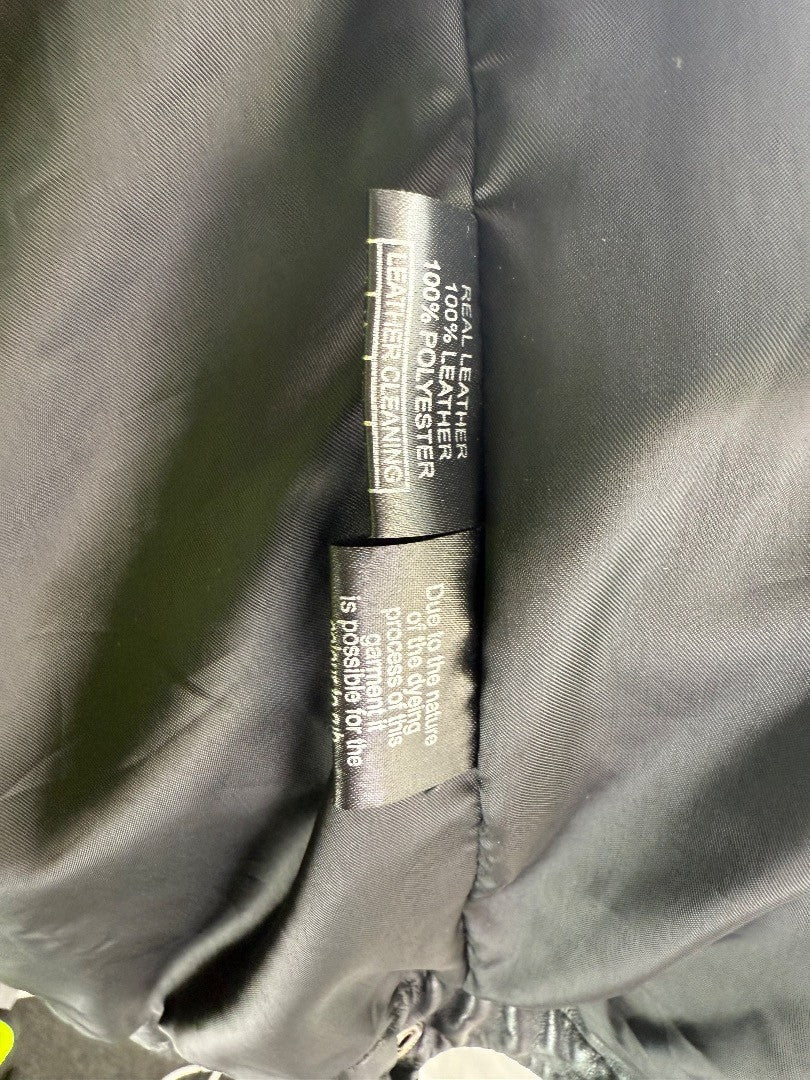 REAL LEATHER
100% LEATHER
100% POLYESTER
LEATHER CLEANING
Due to the nature
of the dyeing
process of this
garment it
is possible for the